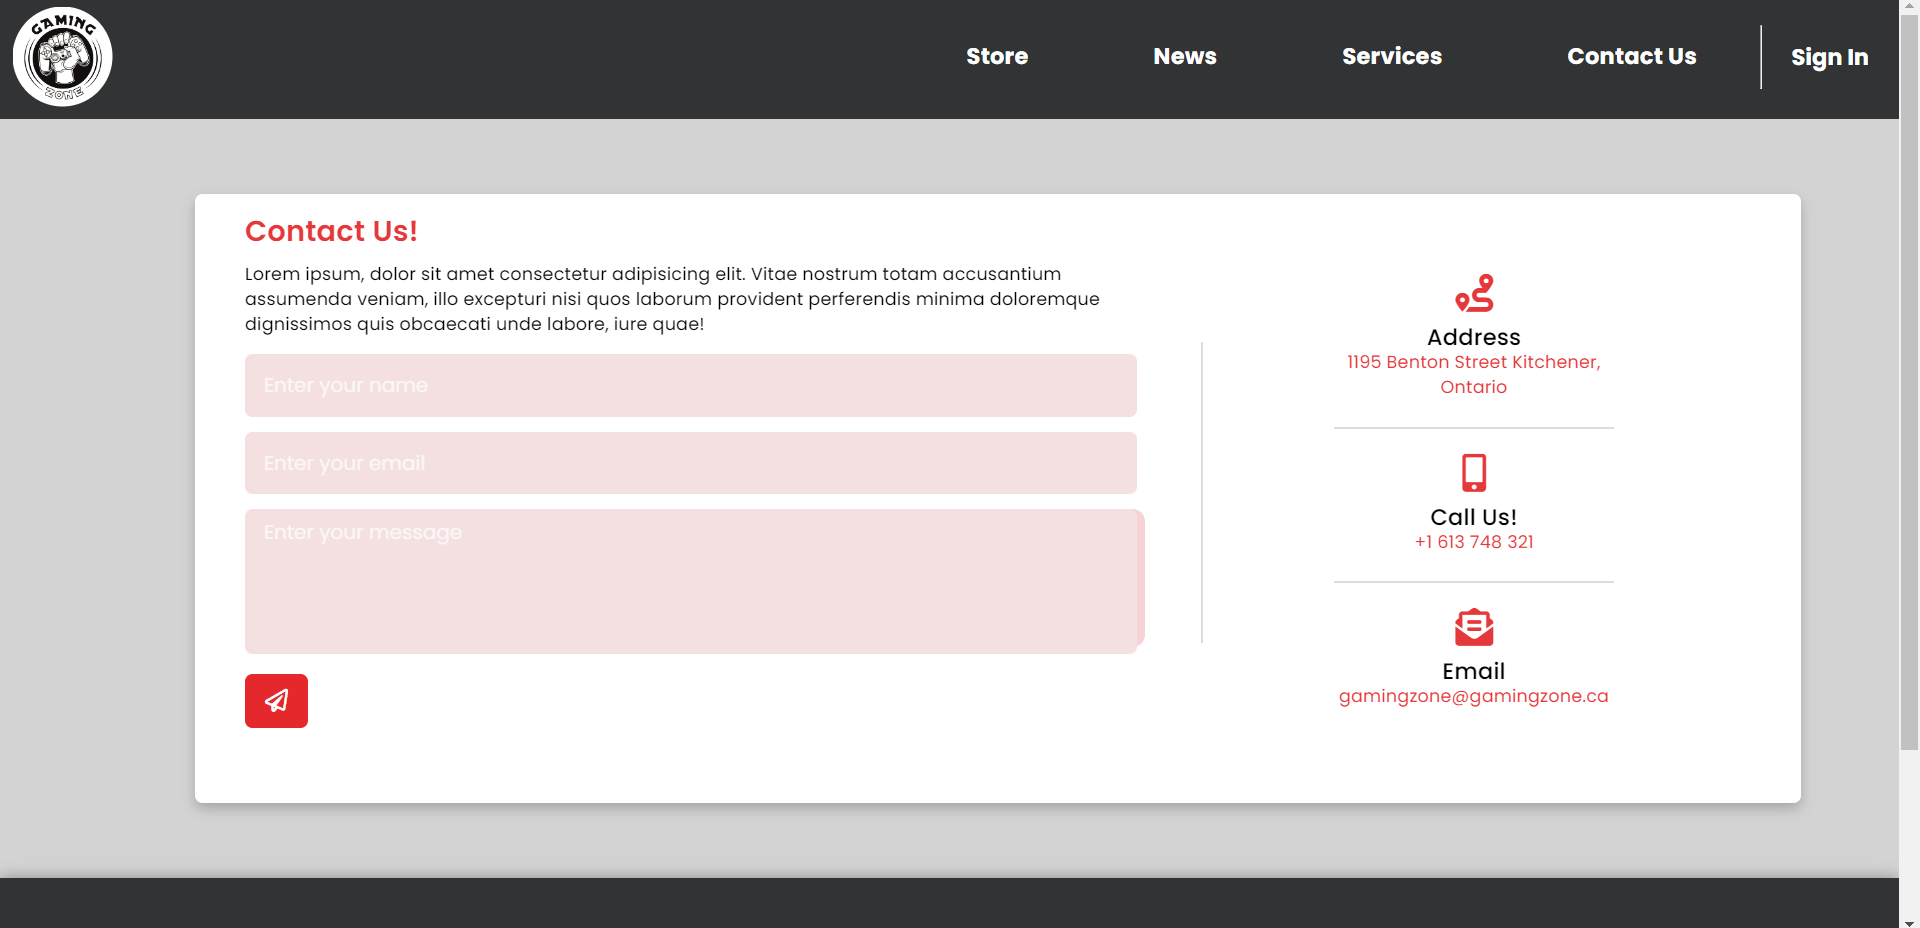 GAMING
ZONE
Store
News
Services
Contact Us
Sign In
Contact Us!
Lorem ipsum, dolor sit amet consectetur adipisicing elit. Vitae nostrum totam accusantium
assumenda veniam, illo excepturi nisi quos laborum provident perferendis minima doloremque
dignissimos quis obcaecati unde labore, iure quae!
Enter your name
Enter your email
Enter your message
Address
1195 Benton Street Kitchener,
Ontario
Call Us!
+1 613 748 321
Email
gamingzone@gamingzone.ca